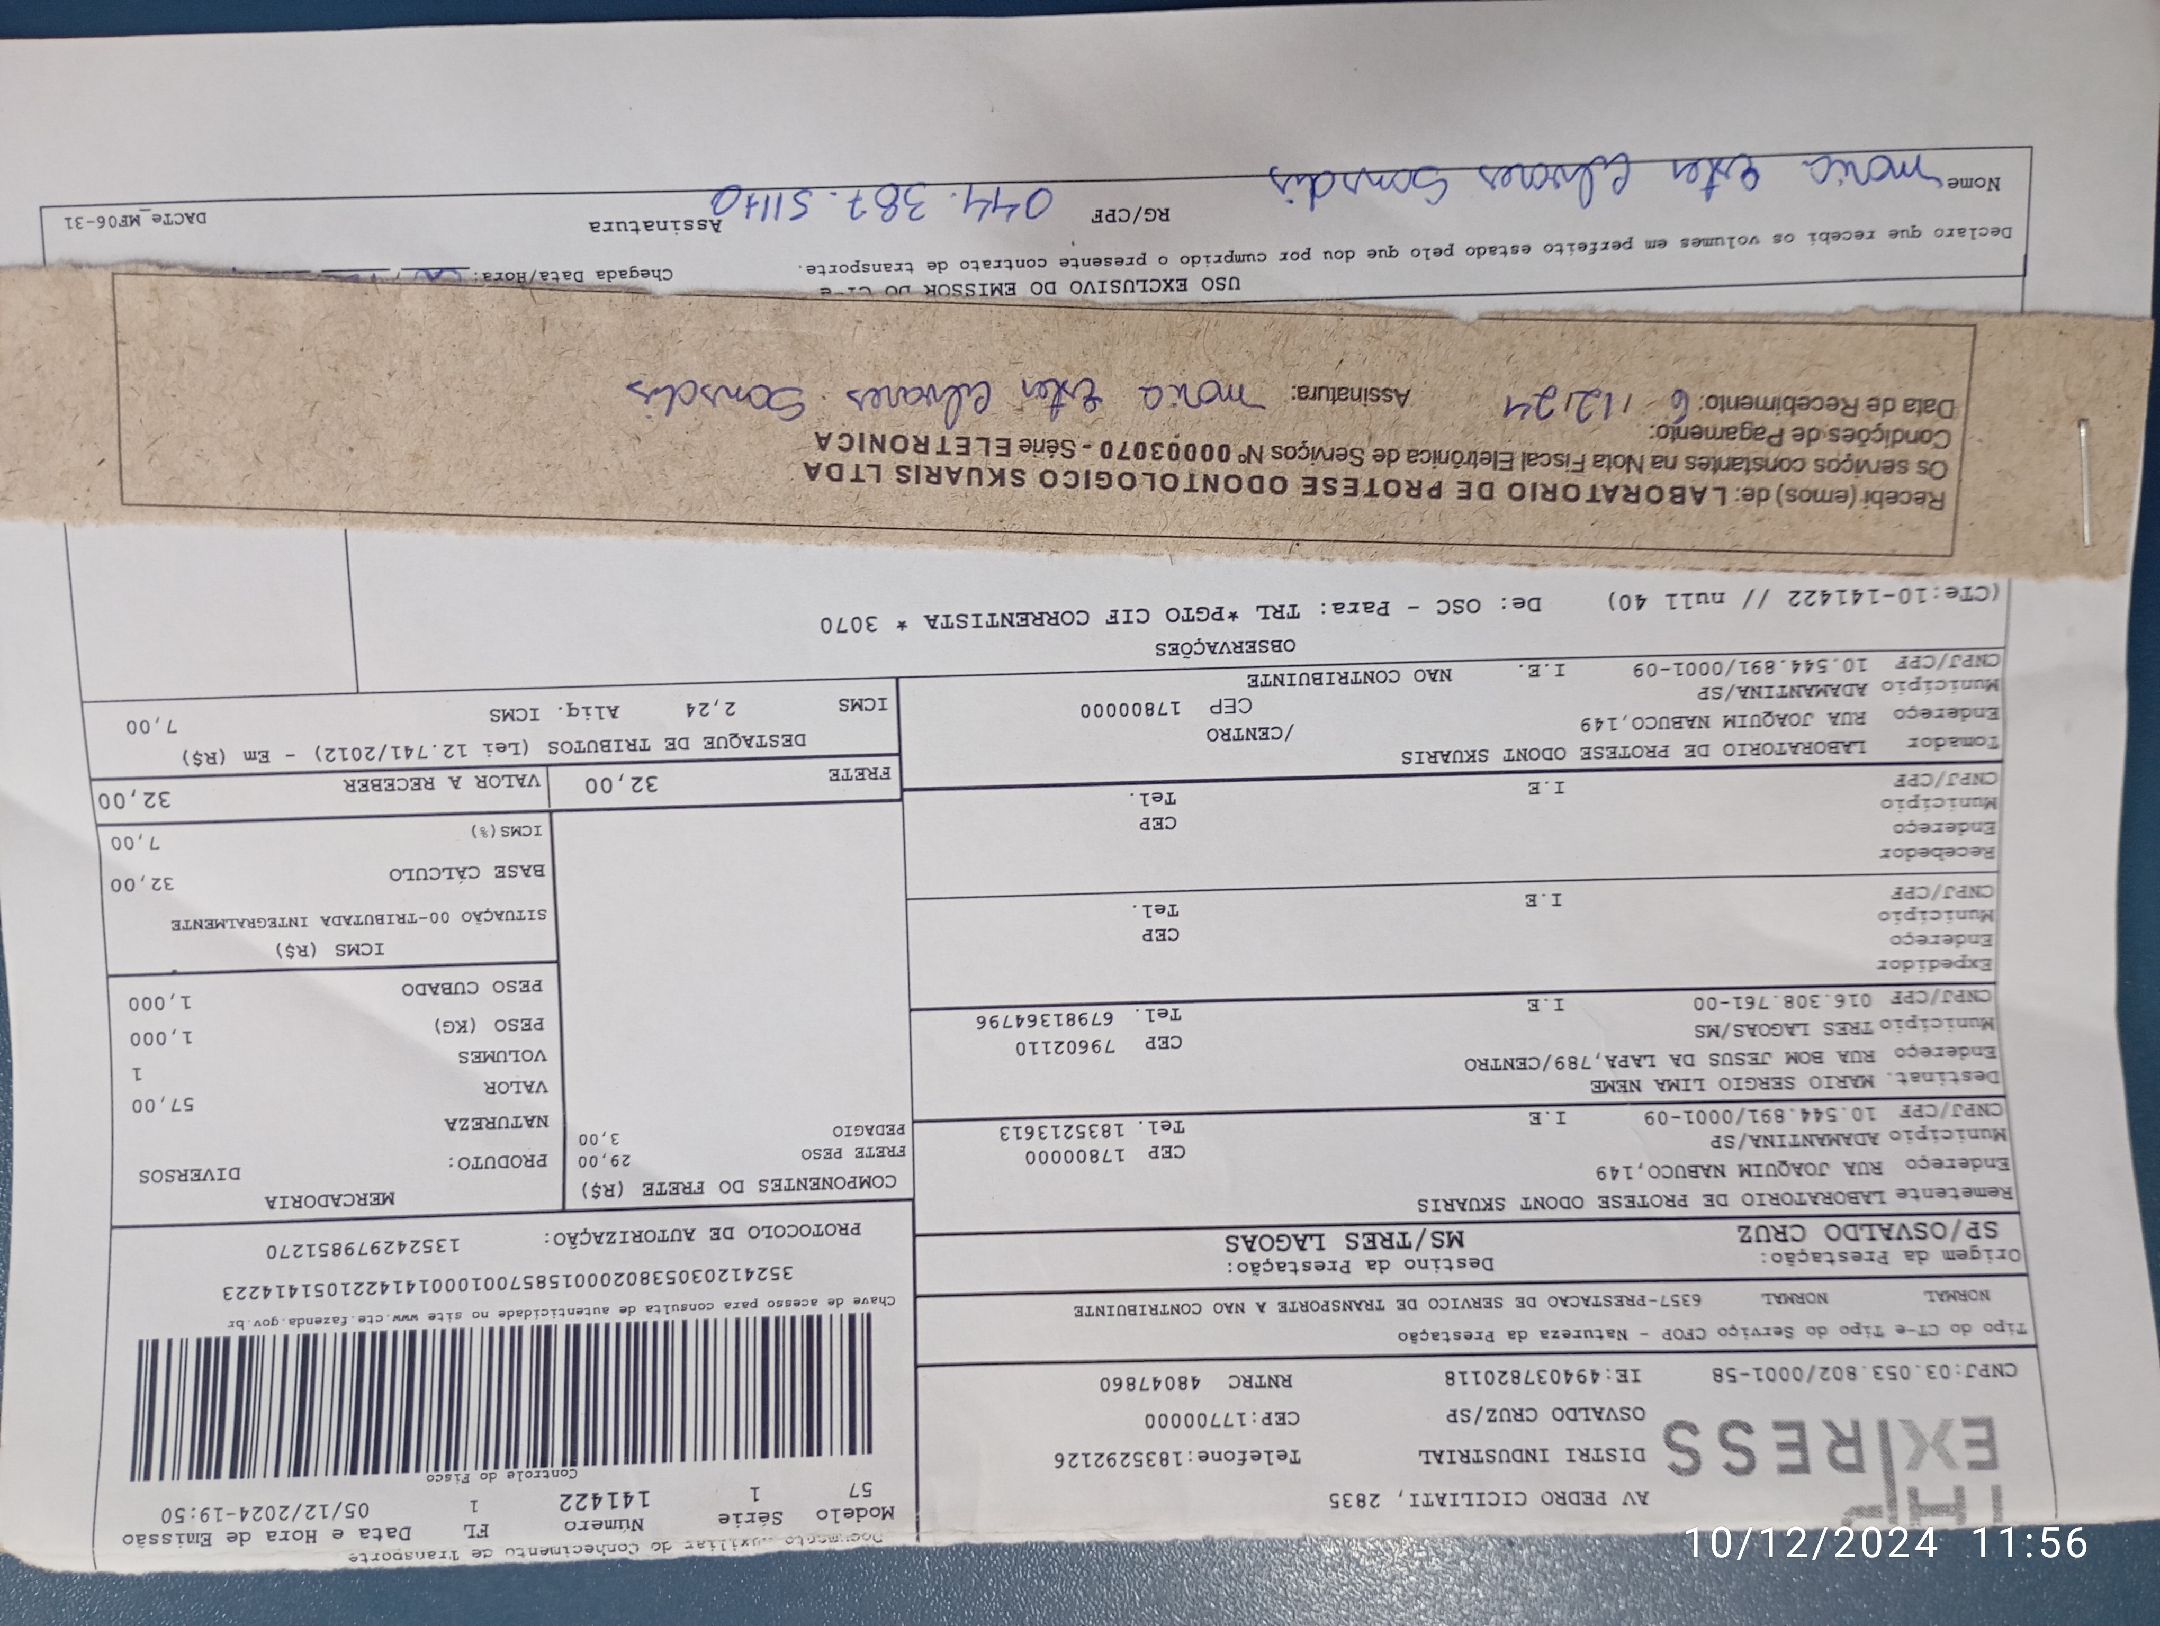 Documento Auxiliar do Conhecimento de Transporte
Modelo Série Número FL Data e Hora de Emissão
57 1 141422 1 05/12/2024-19:50
Controle do Fisco
EXPRESS
AV PEDRO CICILIATI, 2835
DISTRI INDUSTRIAL Telefone:1835292126
OSVALDO CRUZ/SP CEP:17700000
CNPJ:03.053.802/0001-58 IE:494037820118 RNTRC 48047860
Chave de acesso para consulta de autenticidade no site www.cte.fazenda.gov.br
35241203053802000158570010001414221051414223
PROTOCOLO DE AUTORIZAÇÃO: 135242979851270
Tipo do CT-e Tipo do Serviço CFOP - Natureza da Prestação
NORMAL NORMAL 6357-PRESTACAO DE SERVICO DE TRANSPORTE A NAO CONTRIBUINTE
Origem da Prestação: Destino da Prestação:
SP/OSVALDO CRUZ MS/TRES LAGOAS
Remetente LABORATORIO DE PROTESE ODONT SKUARIS
Endereço RUA JOAQUIM NABUCO,149
Município ADAMANTINA/SP CEP 17800000
CNPJ/CPF 10.544.891/0001-09 I.E Tel. 1835213613
Destinat. MARIO SERGIO LIMA NEME
Endereço RUA BOM JESUS DA LAPA,789/CENTRO
Município TRES LAGOAS/MS CEP 79602110
CNPJ/CPF 016.308.761-00 I.E Tel. 67981364796
Expedidor
Endereço
Município CEP
CNPJ/CPF I.E Tel.
Recebedor
Endereço
Município CEP
CNPJ/CPF I.E Tel.
Tomador LABORATORIO DE PROTESE ODONT SKUARIS
Endereço RUA JOAQUIM NABUCO,149 /CENTRO
Município ADAMANTINA/SP CEP 17800000
CNPJ/CPF 10.544.891/0001-09 I.E. NAO CONTRIBUINTE
COMPONENTES DO FRETE (R$)
FRETE PESO 29,00
PEDAGIO 3,00
MERCADORIA
PRODUTO: DIVERSOS
NATUREZA
VALOR 57,00
VOLUMES 1
PESO (KG) 1,000
PESO CUBADO 1,000
ICMS (R$)
SITUAÇÃO 00-TRIBUTADA INTEGRALMENTE
BASE CÁLCULO 32,00
ICMS(%) 7,00
FRETE 32,00 VALOR A RECEBER 32,00
DESTAQUE DE TRIBUTOS (Lei 12.741/2012) - Em (R$)
ICMS 2,24 Aliq. ICMS 7,00
OBSERVAÇÕES
(CTe:10-141422 // null 40) De: OSC - Para: TRL *PGTO CIF CORRENTISTA * 3070
Recebi (emos) de: LABORATORIO DE PROTESE ODONTOLOGICO SKUARIS LTDA
Os serviços constantes na Nota Fiscal Eletrônica de Serviços Nº 00003070 - Série ELETRONICA
Condições de Pagamento:
Data de Recebimento: 6 /12/24 Assinatura: Maria Ester
USO EXCLUSIVO DO EMISSOR DO CT-e
Declaro que recebi os volumes em perfeito estado pelo que dou por cumprido o presente contrato de transporte. Chegada Data/Hora:
Nome Maria Ester RG/CPF 044.387. Assinatura
DACTe_MF06-31
10/12/2024 11:56